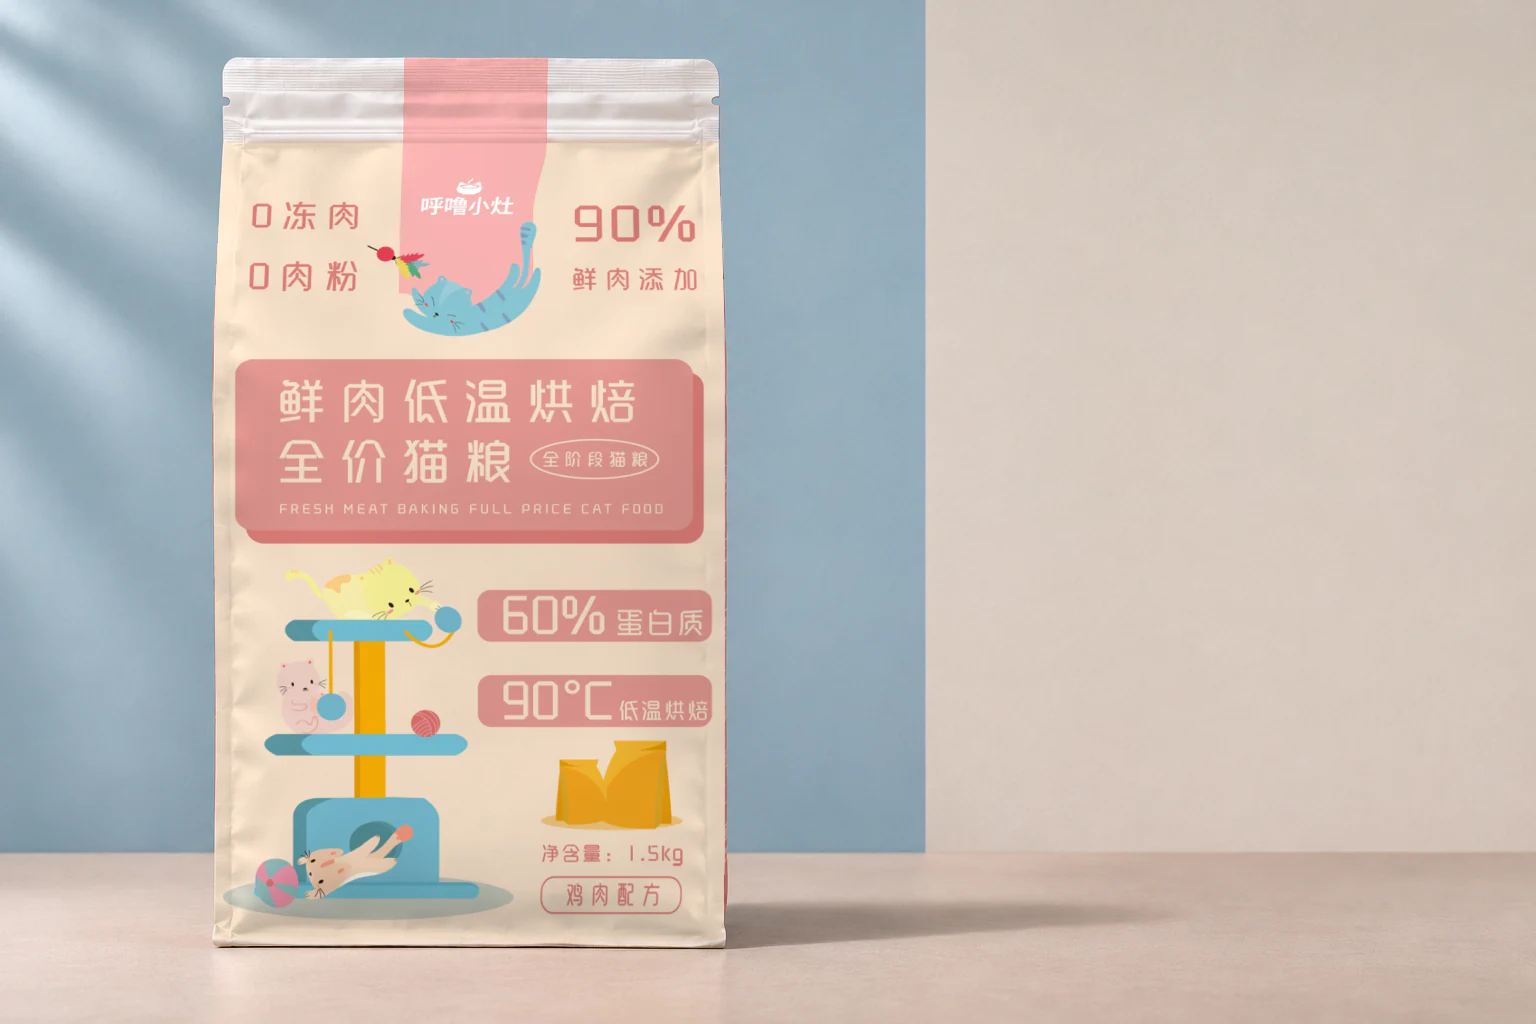 呼噜小灶
0冻肉
0肉粉
90%
鲜肉添加
鲜肉低温烘焙
全价猫粮
全阶段猫粮
FRESH MEAT BAKING FULL PRICE CAT FOOD
60%蛋白质
90°C低温烘焙
净含量：1.5kg
鸡肉配方